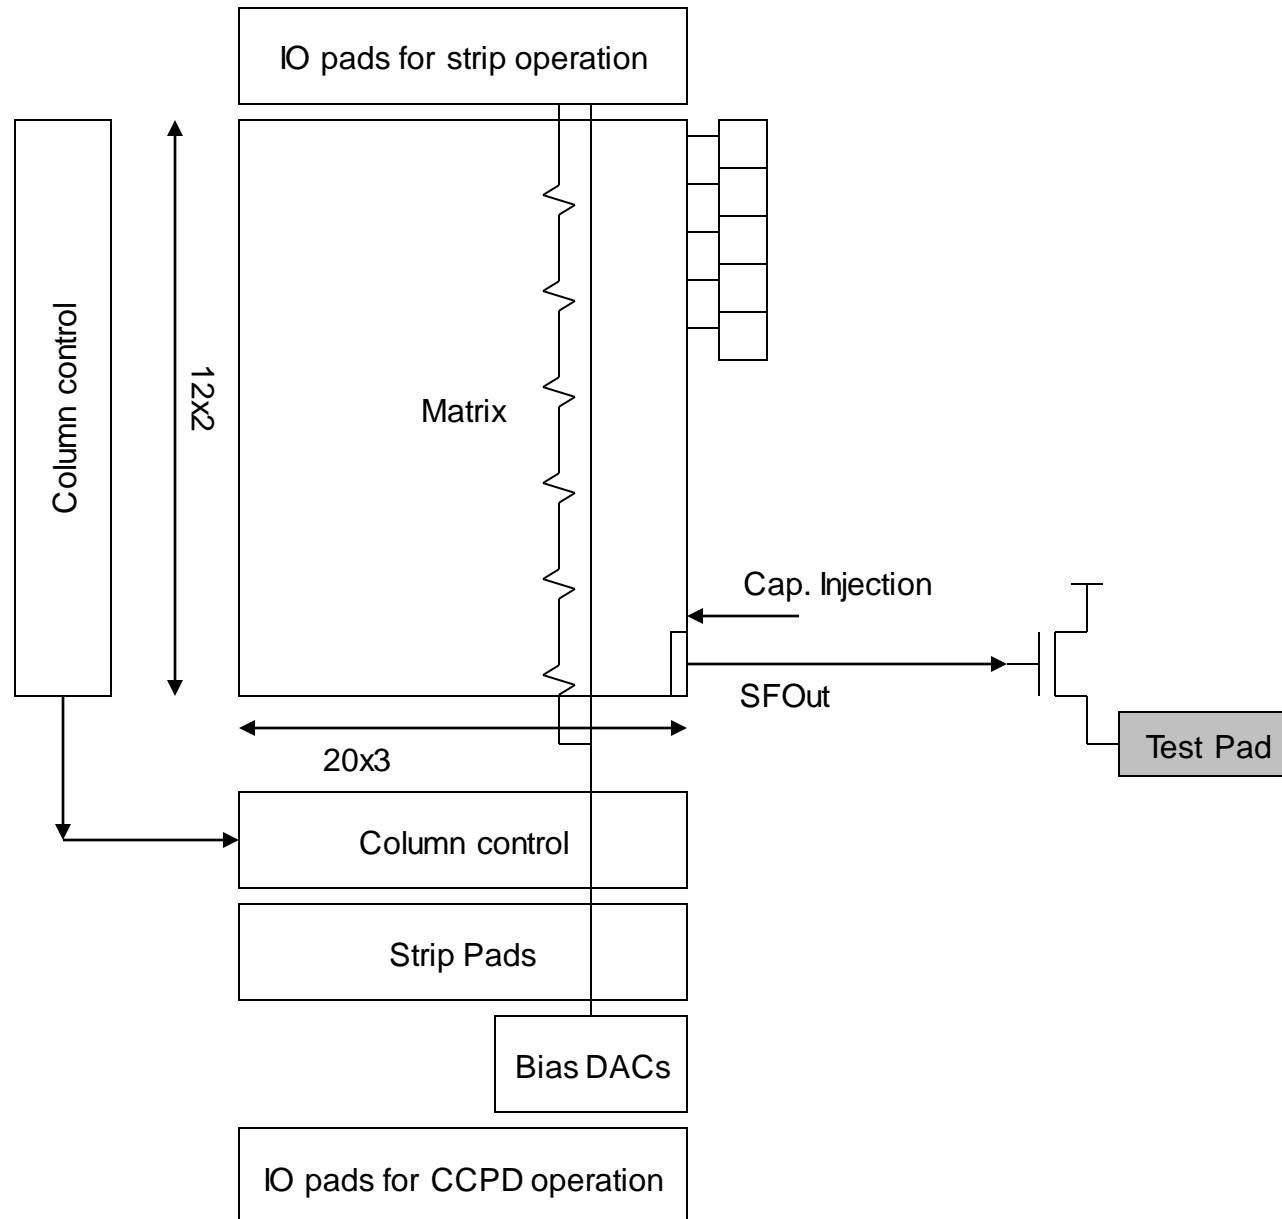 IO pads for strip operation
Column control
12x2
Matrix
Cap. Injection
SFOut
Test Pad
20x3
Column control
Strip Pads
Bias DACs
IO pads for CCPD operation